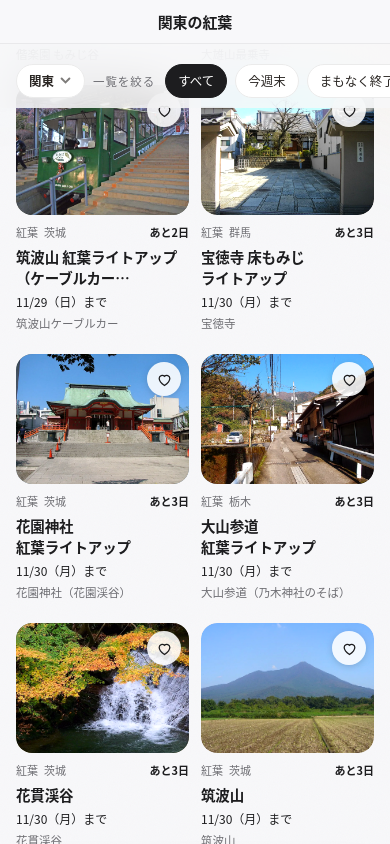 関東の紅葉
関東
一覧を絞る
すべて
今週末
まもなく終了
紅葉 茨城
あと2日
筑波山 紅葉ライトアップ
（ケーブルカー…
11/29（日）まで
筑波山ケーブルカー
紅葉 群馬
あと3日
宝徳寺 床もみじ
ライトアップ
11/30（月）まで
宝徳寺
紅葉 茨城
あと3日
花園神社
紅葉ライトアップ
11/30（月）まで
花園神社（花園渓谷）
紅葉 栃木
あと3日
大山参道
紅葉ライトアップ
11/30（月）まで
大山参道（乃木神社のそば）
紅葉 茨城
あと3日
花貫渓谷
11/30（月）まで
花貫渓谷
紅葉 茨城
あと3日
筑波山
11/30（月）まで
筑波山